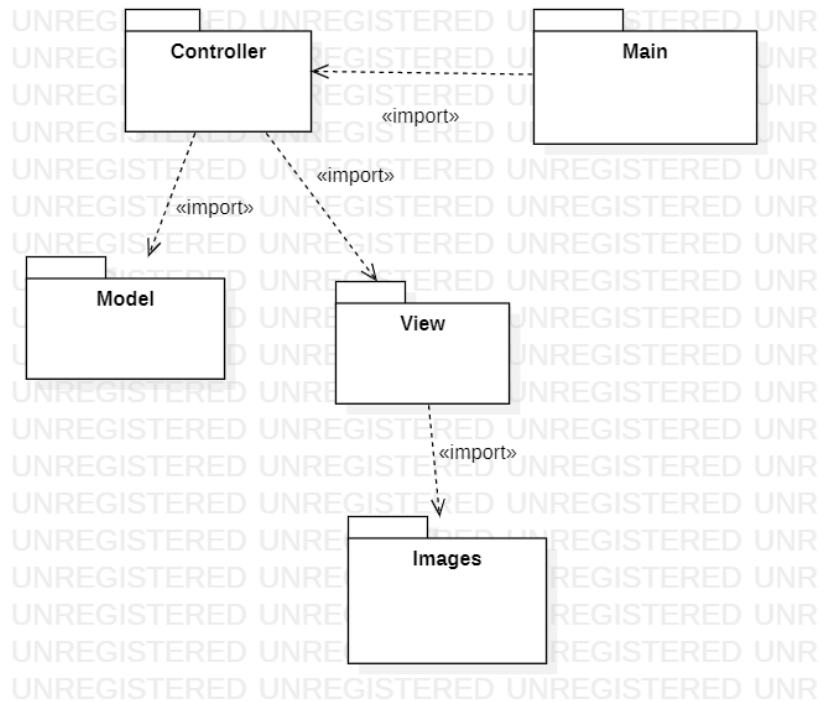 Controller
Main
«import»
«import»
«import»
Model
View
«import»
Images
UNREGISTERED